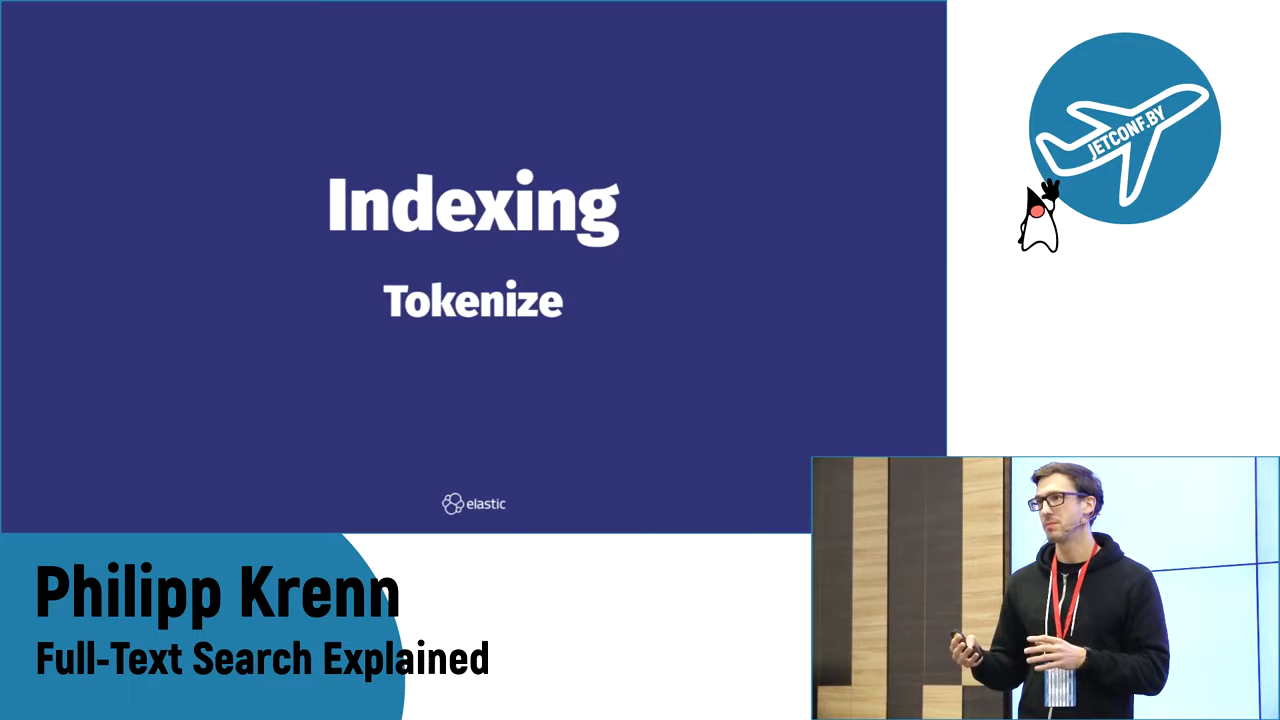 Indexing
Tokenize
elastic
JETCONF.BY
Philipp Krenn
Full-Text Search Explained